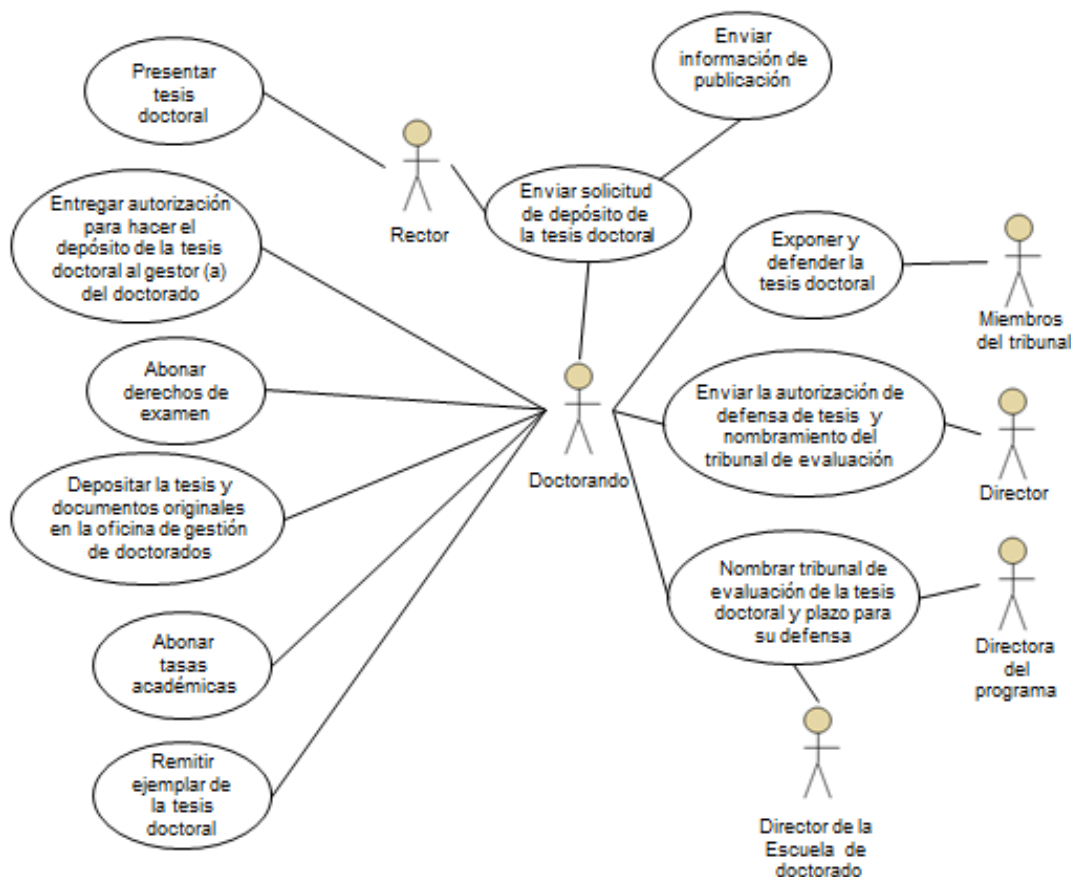 Enviar
información de
publicación
Presentar
tesis
doctoral
Rector
Enviar solicitud
de depósito de
la tesis doctoral
Entregar autorización
para hacer el
depósito de la tesis
doctoral al gestor (a)
del doctorado
Exponer y
defender la
tesis doctoral
Miembros
del tribunal
Abonar
derechos de
examen
Doctorando
Enviar la autorización de
defensa de tesis y
nombramiento del
tribunal de evaluación
Director
Depositar la tesis y
documentos originales
en la oficina de gestión
de doctorados
Nombrar tribunal de
evaluación de la tesis
doctoral y plazo para
su defensa
Directora
del
programa
Abonar
tasas
académicas
Remitir
ejemplar de
la tesis
doctoral
Director de la
Escuela de
doctorado